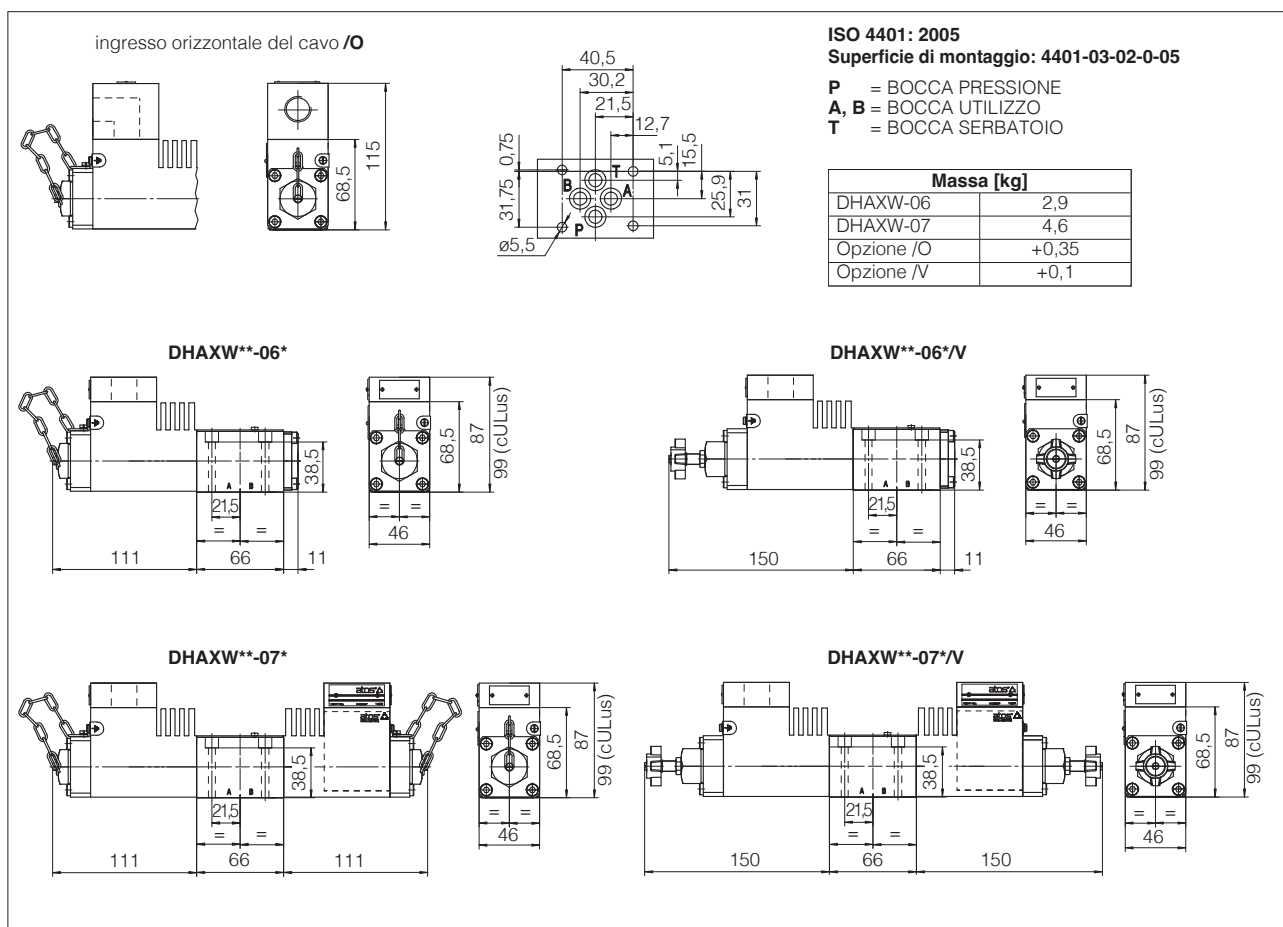 ingresso orizzontale del cavo /O
115
68,5
40,5
30,2
21,5
12,7
5,1
15,5
0,75
31,75
25,9
31
T
B
A
P
ø5,5
ISO 4401: 2005
Superficie di montaggio: 4401-03-02-0-05
P = BOCCA PRESSIONE
A, B = BOCCA UTILIZZO
T = BOCCA SERBATOIO
Massa [kg]
DHAXW-06 2,9
DHAXW-07 4,6
Opzione /O +0,35
Opzione /V +0,1
DHAXW**-06*
A B
38,5
21,5
= =
111 66 11
68,5
87
99 (cULus)
= =
46
DHAXW**-06*/V
A B
38,5
21,5
= =
150 66 11
68,5
87
99 (cULus)
= =
46
DHAXW**-07*
atos
atos
A B
38,5
21,5
= =
111 66 111
68,5
87
99 (cULus)
= =
46
DHAXW**-07*/V
atos
atos
A B
38,5
21,5
= =
150 66 150
68,5
87
99 (cULus)
= =
46